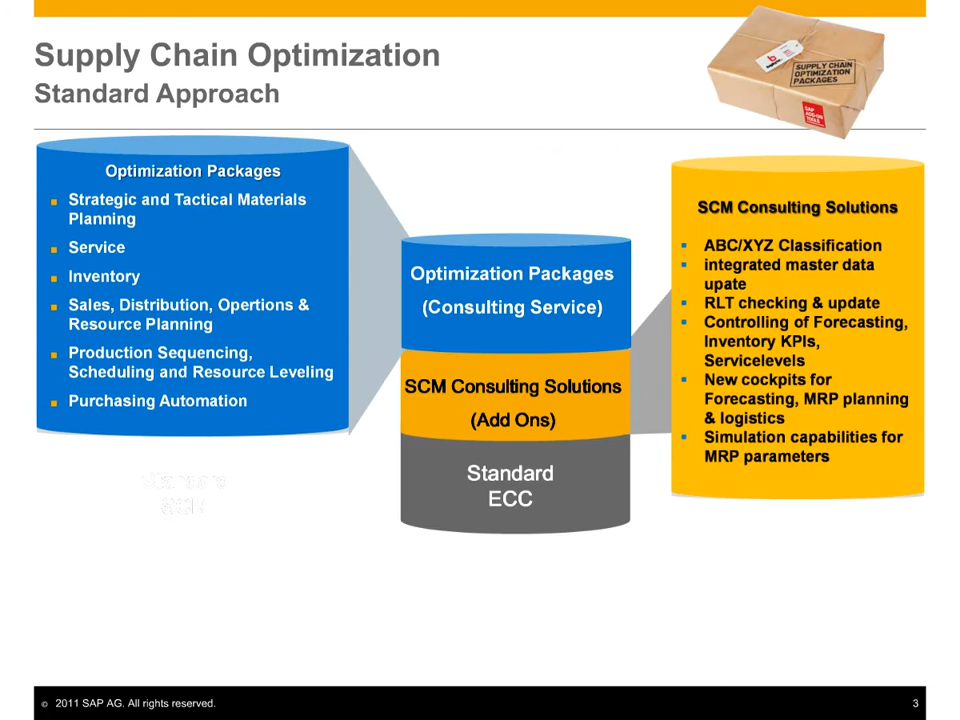 Supply Chain Optimization
Standard Approach
SUPPLY CHAIN
OPTIMIZATION
PACKAGES
SAP
ADD-ON
TOOLS
Optimization Packages
Strategic and Tactical Materials
Planning
Service
Inventory
Sales, Distribution, Opertions &
Resource Planning
Production Sequencing,
Scheduling and Resource Leveling
Purchasing Automation
Optimization Packages
(Consulting Service)
SCM Consulting Solutions
(Add Ons)
Standard
ECC
SCM Consulting Solutions
ABC/XYZ Classification
integrated master data
upate
RLT checking & update
Controlling of Forecasting,
Inventory KPIs,
Servicelevels
New cockpits for
Forecasting, MRP planning
& logistics
Simulation capabilities for
MRP parameters
© 2011 SAP AG. All rights reserved.
3